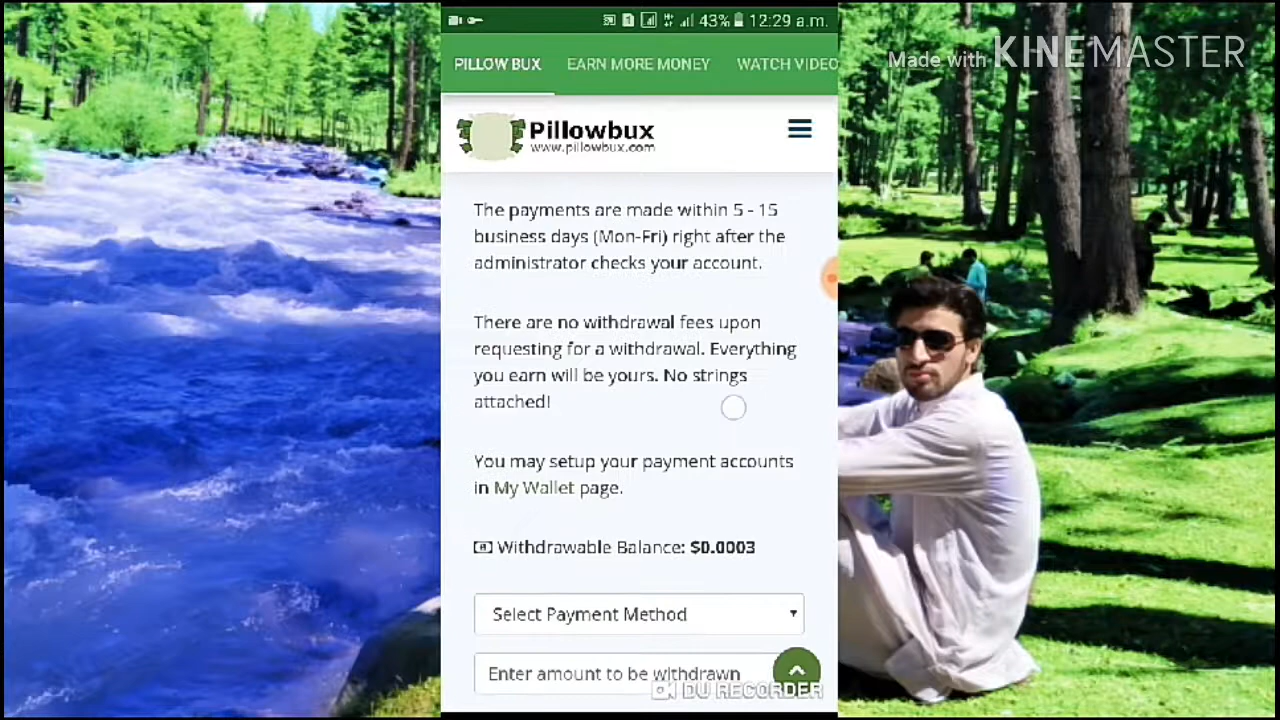 43% 12:29 a.m.
Made with KINEMASTER
PILLOW BUX EARN MORE MONEY WATCH VIDEO
Pillowbux
www.pillowbux.com
The payments are made within 5 - 15
business days (Mon-Fri) right after the
administrator checks your account.
There are no withdrawal fees upon
requesting for a withdrawal. Everything
you earn will be yours. No strings
attached!
You may setup your payment accounts
in My Wallet page.
Withdrawable Balance: $0.0003
Select Payment Method
Enter amount to be withdrawn
DU RECORDER